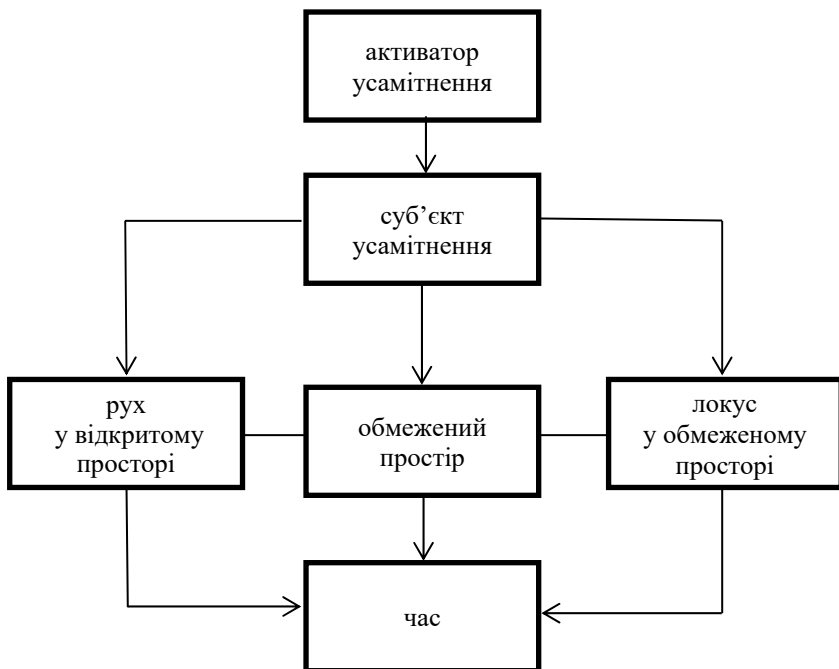 активатор
усамітнення
суб’єкт
усамітнення
рух
у відкритому
просторі
обмежений
простір
локус
у обмеженому
просторі
час